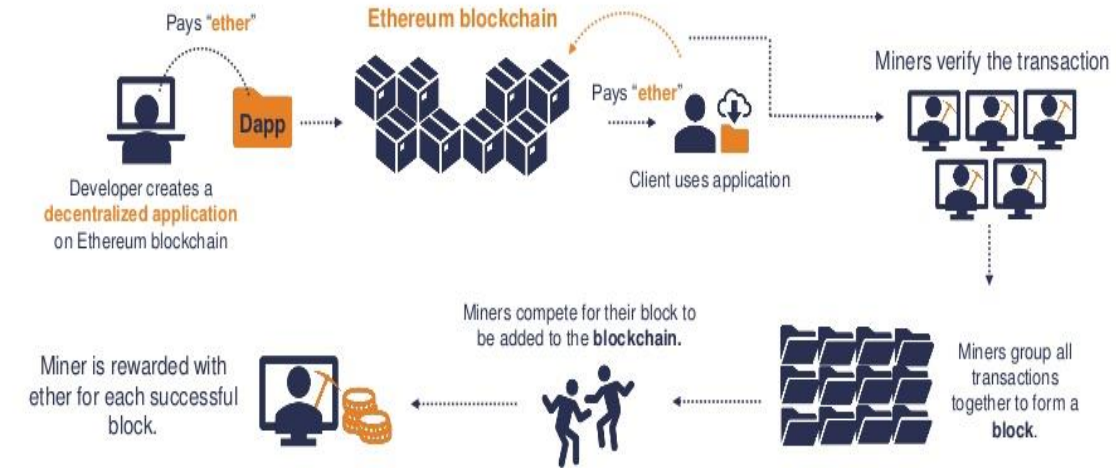 Pays “ether”
Ethereum blockchain
Dapp
Developer creates a
decentralized application
on Ethereum blockchain
Pays “ether”
Client uses application
Miners verify the transaction
Miners group all
transactions
together to form a
block.
Miners compete for their block to
be added to the blockchain.
Miner is rewarded with
ether for each successful
block.